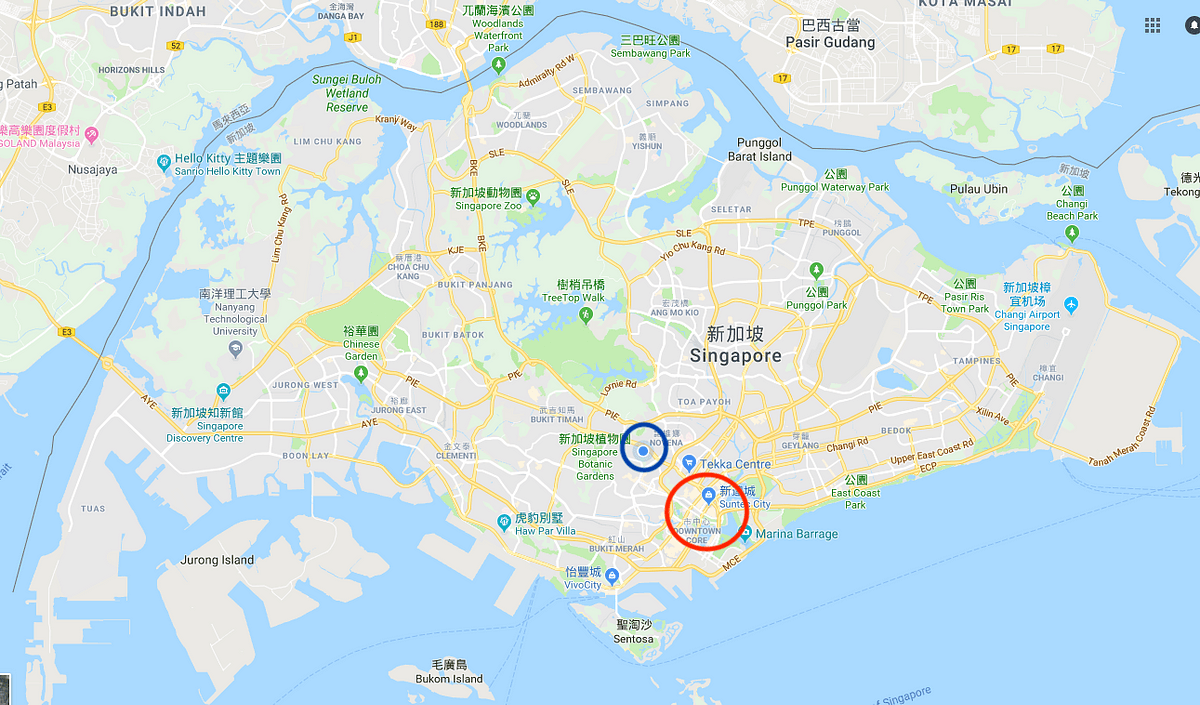 BUKIT INDAH
金海灣
DANGA BAY
兀蘭海濱公園
Woodlands
Waterfront
Park
188
J1
52
巴西古當
Pasir Gudang
KOTA MASAI
17
17
17
三巴旺公園
Sembawang Park
HORIZONS HILLS
Patah
E3
Sungei Buloh
Wetland
Reserve
Admiralty Rd W
SEMBAWANG
SIMPANG
馬來西亞
新加坡
Kranji Way
兀蘭
WOODLANDS
義順
YISHUN
樂高樂園度假村
GOLAND Malaysia
LIM CHU KANG
Nusajaya
Hello Kitty 主題樂園
Sanrio Hello Kitty Town
BKE
SLE
SLE
Punggol
Barat Island
公園
Punggol Waterway Park
Pulau Ubin
新加坡
公園
Changi
Beach Park
德光
Tekong
新加坡動物園
Singapore Zoo
Lim Chu Kang Rd
SELETAR
TPE
榜鵝
PUNGGOL
SLE
Yio Chu Kang Rd
KJE
BKE
蔡厝港
CHOA CHU
KANG
BUKIT PANJANG
樹梢吊橋
TreeTop Walk
公園
Punggol Park
公園
Pasir Ris
Town Park
TPE
新加坡樟
宜机场
Changi Airport
Singapore
南洋理工大學
Nanyang
Technological
University
宏茂橋
ANG MO KIO
新加坡
Singapore
E3
裕華園
Chinese
Garden
BUKIT BATOK
TAMPINES
樟宜
CHANGI
JURONG WEST
PIE
PIE
Lornie Rd
PIE
AYE
裕廊
JURONG EAST
TOA PAYOH
武吉知馬
BUKIT TIMAH
PIE
PIE
Xilin Ave
新加坡知新館
Singapore
Discovery Centre
AYE
金文泰
CLEMENTI
新加坡植物園
Singapore
Botanic
Gardens
NOVENA
芽籠
GEYLANG
Changi Rd
BEDOK
Upper East Coast Rd
ECP
Tanah Merah Coast Rd
BOON LAY
Tekka Centre
公園
East Coast
Park
新達城
Suntec City
TUAS
虎豹別墅
Haw Par Villa
市中心
DOWNTOWN
CORE
Marina Barrage
紅山
BUKIT MERAH
MCE
Jurong Island
怡豐城
VivoCity
聖淘沙
Sentosa
毛廣島
Bukom Island
of Singapore